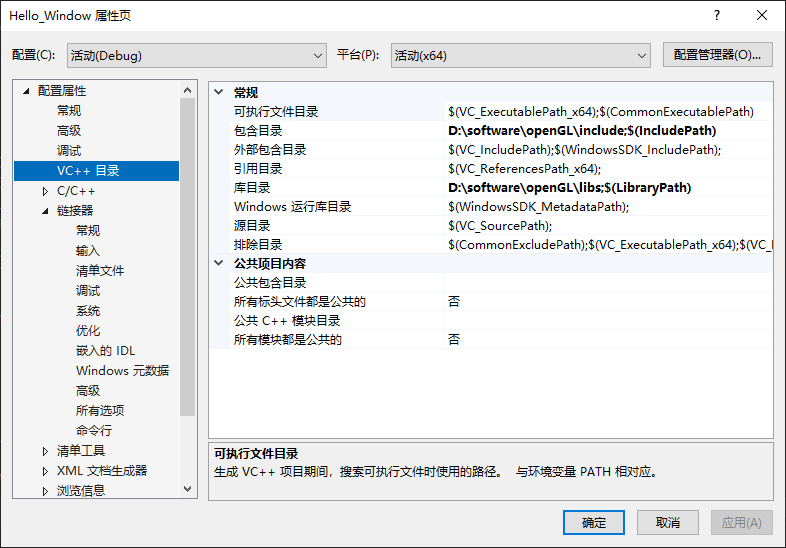 Hello_Window 属性页
配置(C): 活动(Debug) 平台(P): 活动(x64) 配置管理器(O)...
配置属性
常规
高级
调试
VC++ 目录
C/C++
链接器
常规
输入
清单文件
调试
系统
优化
嵌入的 IDL
Windows 元数据
高级
所有选项
命令行
清单工具
XML 文档生成器
浏览信息
常规
可执行文件目录 $(VC_ExecutablePath_x64);$(CommonExecutablePath)
包含目录 D:\software\openGL\include;$(IncludePath)
外部包含目录 $(VC_IncludePath);$(WindowsSDK_IncludePath);
引用目录 $(VC_ReferencesPath_x64);
库目录 D:\software\openGL\libs;$(LibraryPath)
Windows 运行库目录 $(WindowsSDK_MetadataPath);
源目录 $(VC_SourcePath);
排除目录 $(CommonExcludePath);$(VC_ExecutablePath_x64);$(VC_
公共项目内容
公共包含目录
所有标头文件都是公共的 否
公共 C++ 模块目录
所有模块都是公共的 否
可执行文件目录
生成 VC++ 项目期间，搜索可执行文件时使用的路径。 与环境变量 PATH 相对应。
确定 取消 应用(A)